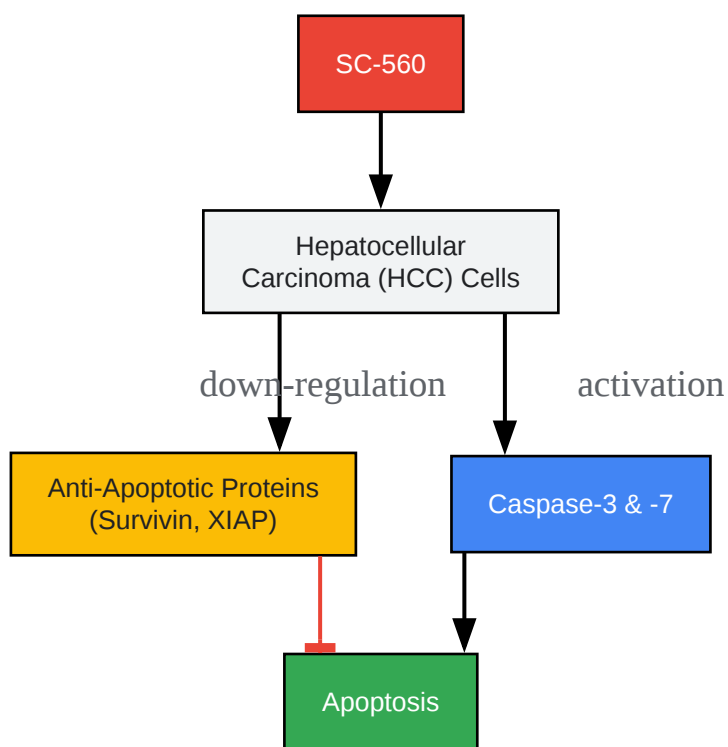 SC-560
Hepatocellular
Carcinoma (HCC) Cells
down-regulation
activation
Anti-Apoptotic Proteins
(Survivin, XIAP)
Caspase-3 & -7
Apoptosis